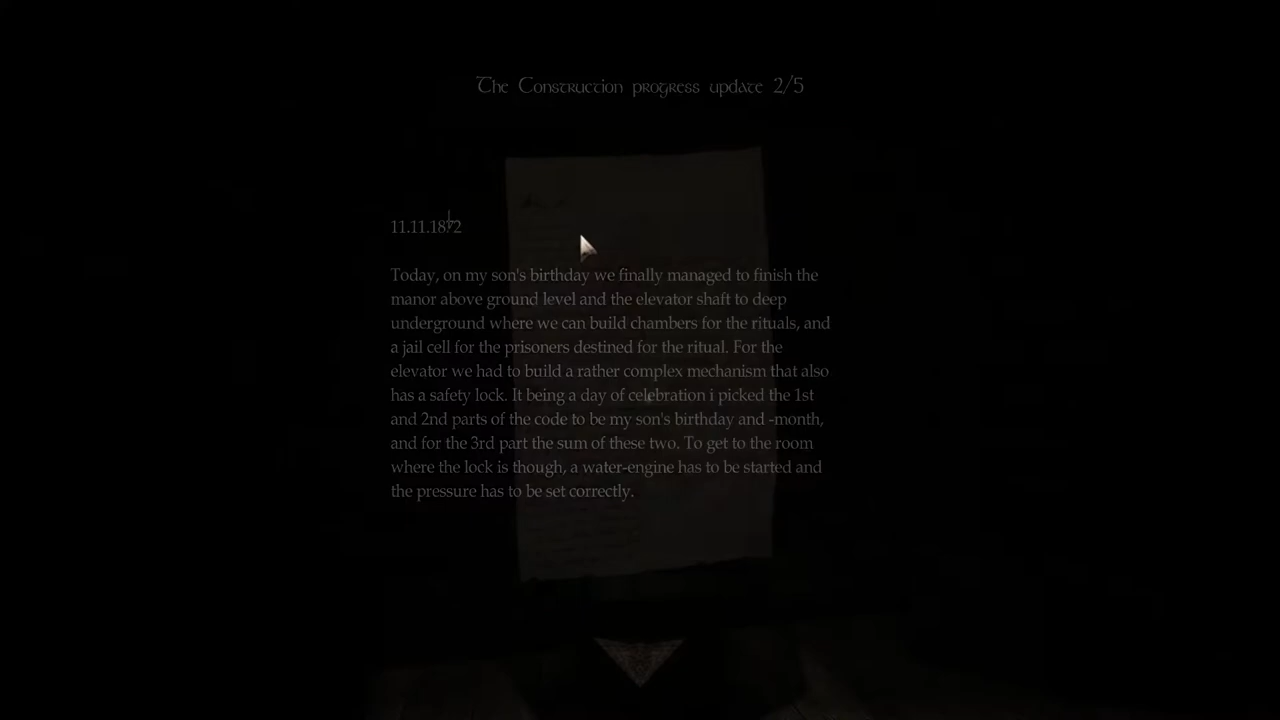 The Construction progress update 2/5
11.11.1872
Today, on my son's birthday we finally managed to finish the
manor above ground level and the elevator shaft to deep
underground where we can build chambers for the rituals, and
a jail cell for the prisoners destined for the ritual. For the
elevator we had to build a rather complex mechanism that also
has a safety lock. It being a day of celebration i picked the 1st
and 2nd parts of the code to be my son's birthday and -month,
and for the 3rd part the sum of these two. To get to the room
where the lock is though, a water-engine has to be started and
the pressure has to be set correctly.